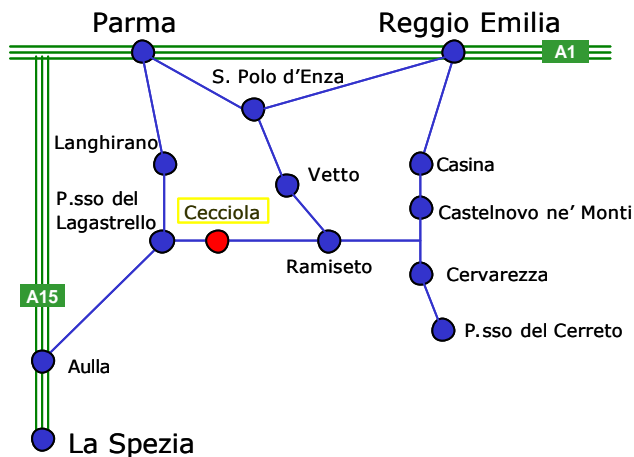 Parma
Reggio Emilia
A1
S. Polo d'Enza
Langhirano
Vetto
Casina
P.sso del
Lagastrello
Cecciola
Castelnovo ne' Monti
Ramiseto
Cervarezza
A15
P.sso del Cerreto
Aulla
La Spezia